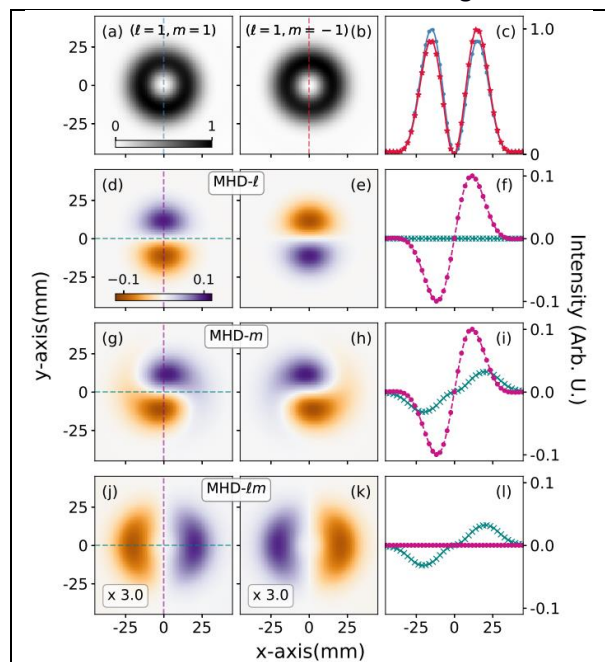 (a) (ℓ = 1, m = 1) (ℓ = 1, m = −1) (b) (c) 1.0
25
0
-25
0 1
0
(d) MHD-ℓ (e) (f) 0.1
25
0 0.0
-25
−0.1 0.1
-0.1
(g) MHD-m (h) (i) 0.1
25
0 0.0
-25
-0.1
(j) MHD-ℓm (k) (l) 0.1
25
0 0.0
-25
x 3.0 x 3.0
-0.1
-25 0 25 -25 0 25 -25 0 25
x-axis(mm)
y-axis(mm)
Intensity (Arb. U.)